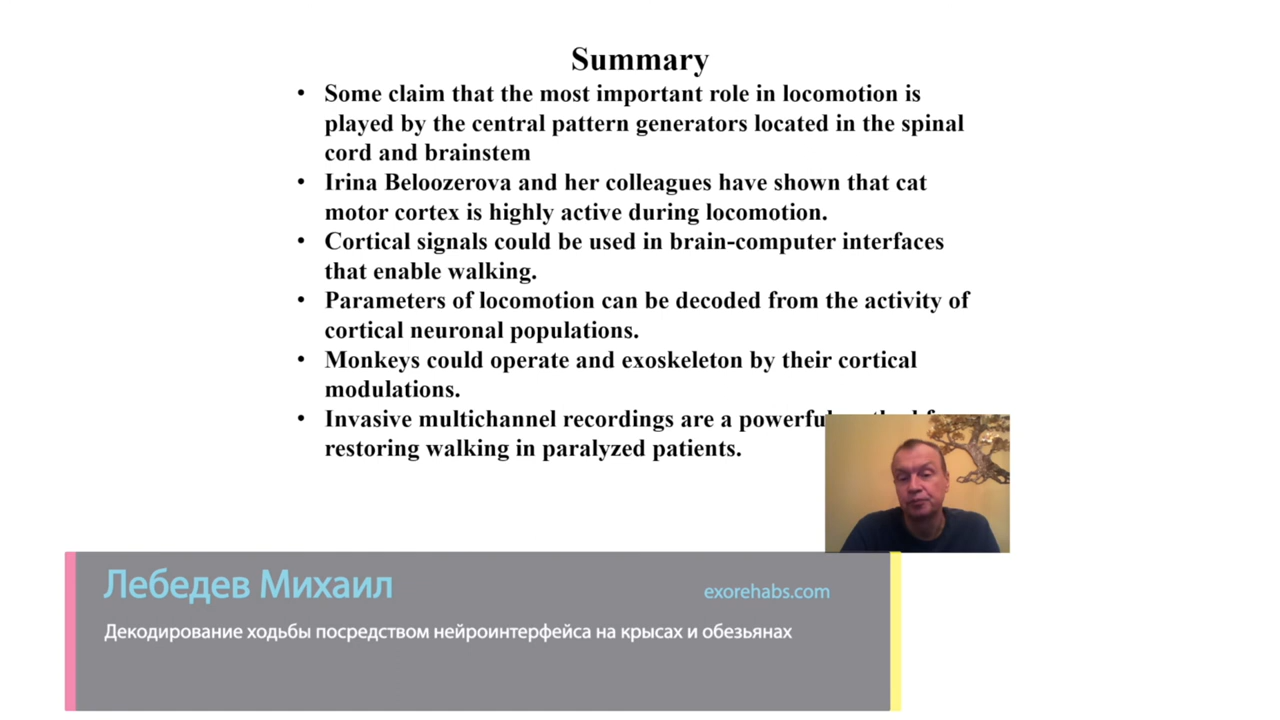 Summary
• Some claim that the most important role in locomotion is
played by the central pattern generators located in the spinal
cord and brainstem
• Irina Beloozerova and her colleagues have shown that cat
motor cortex is highly active during locomotion.
• Cortical signals could be used in brain-computer interfaces
that enable walking.
• Parameters of locomotion can be decoded from the activity of
cortical neuronal populations.
• Monkeys could operate and exoskeleton by their cortical
modulations.
• Invasive multichannel recordings are a
restoring walking in paralyzed patients.
Лебедев Михаил
exorehabs.com
Декодирование ходьбы посредством нейроинтерфейса на крысах и обезьянах